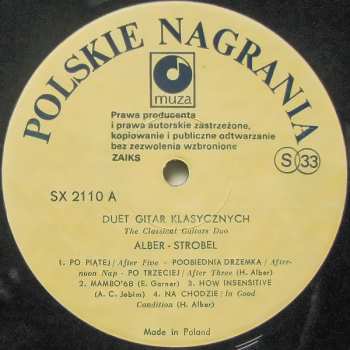 POLSKIE NAGRANIA
muza
Prawa producenta
i prawa autorskie zastrzeżone,
kopiowanie i publiczne odtwarzanie
bez zezwolenia wzbronione
ZAIKS
S 33
SX 2110 A
DUET GITAR KLASYCZNYCH
The Classical Guitars Duo
ALBER - STROBEL
1. PO PIĄTEJ/After Five - POOBIEDNIA DRZEMKA/After-
noon Nap - PO TRZECIEJ/After Three (H. Alber)
2. MAMBO'68 (E. Garner) 3. HOW INSENSITIVE
(A. C. Jobim) 4. NA CHODZIE/In Good
Condition (H. Alber)
Made in Poland